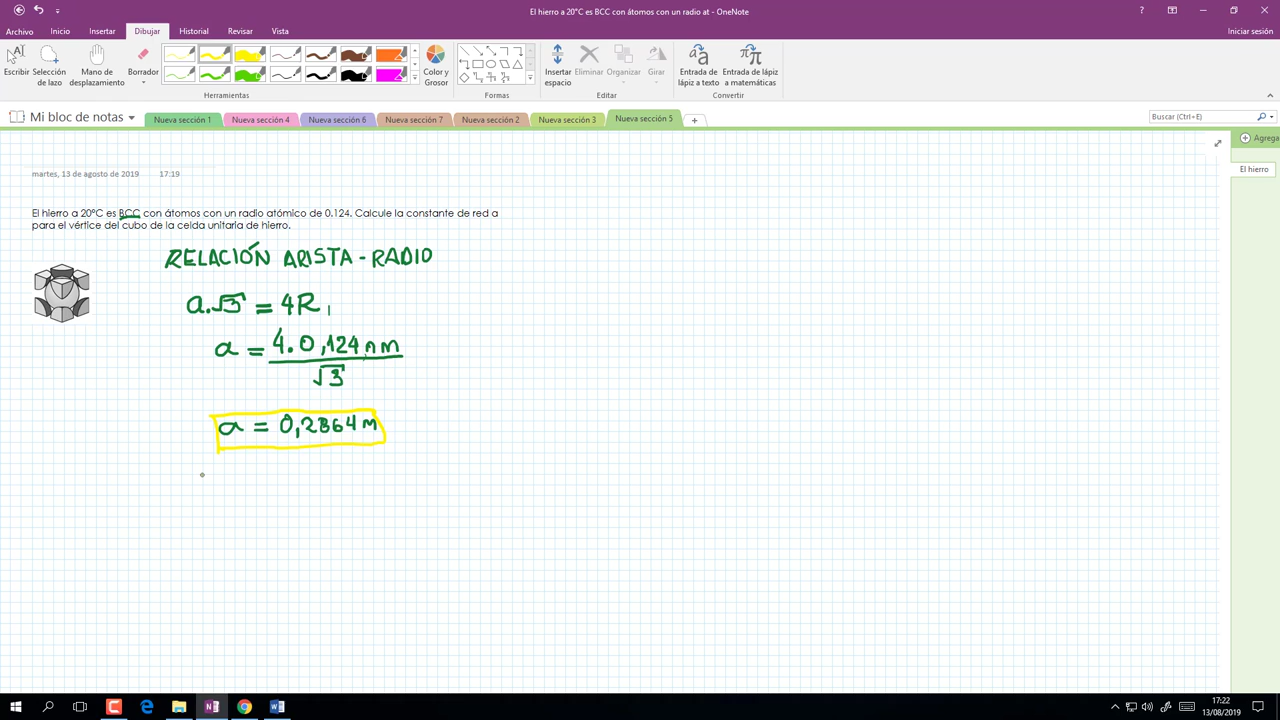 El hierro a 20°C es BCC con átomos con un radio at - OneNote
Archivo Inicio Insertar Dibujar Historial Revisar Vista
Iniciar sesión
Escribir
Selección de lazo
Mano de desplazamiento
Borrador
Color y Grosor
Insertar espacio
Eliminar
Organizar
Girar
Entrada de lápiz a texto
Entrada de lápiz a matemáticas
Herramientas
Formas
Editar
Convertir
Mi bloc de notas
Nueva sección 1
Nueva sección 4
Nueva sección 6
Nueva sección 7
Nueva sección 2
Nueva sección 3
Nueva sección 5
Buscar (Ctrl+E)
Agrega
El hierro
martes, 13 de agosto de 2019 17:19
El hierro a 20°C es BCC con átomos con un radio atómico de 0.124. Calcule la constante de red a
para el vértice del cubo de la celda unitaria de hierro.
RELACIÓN ARISTA - RADIO
a.√3 = 4R
a = 4.0,124nm
√3
a = 0,2864m
17:22
13/08/2019